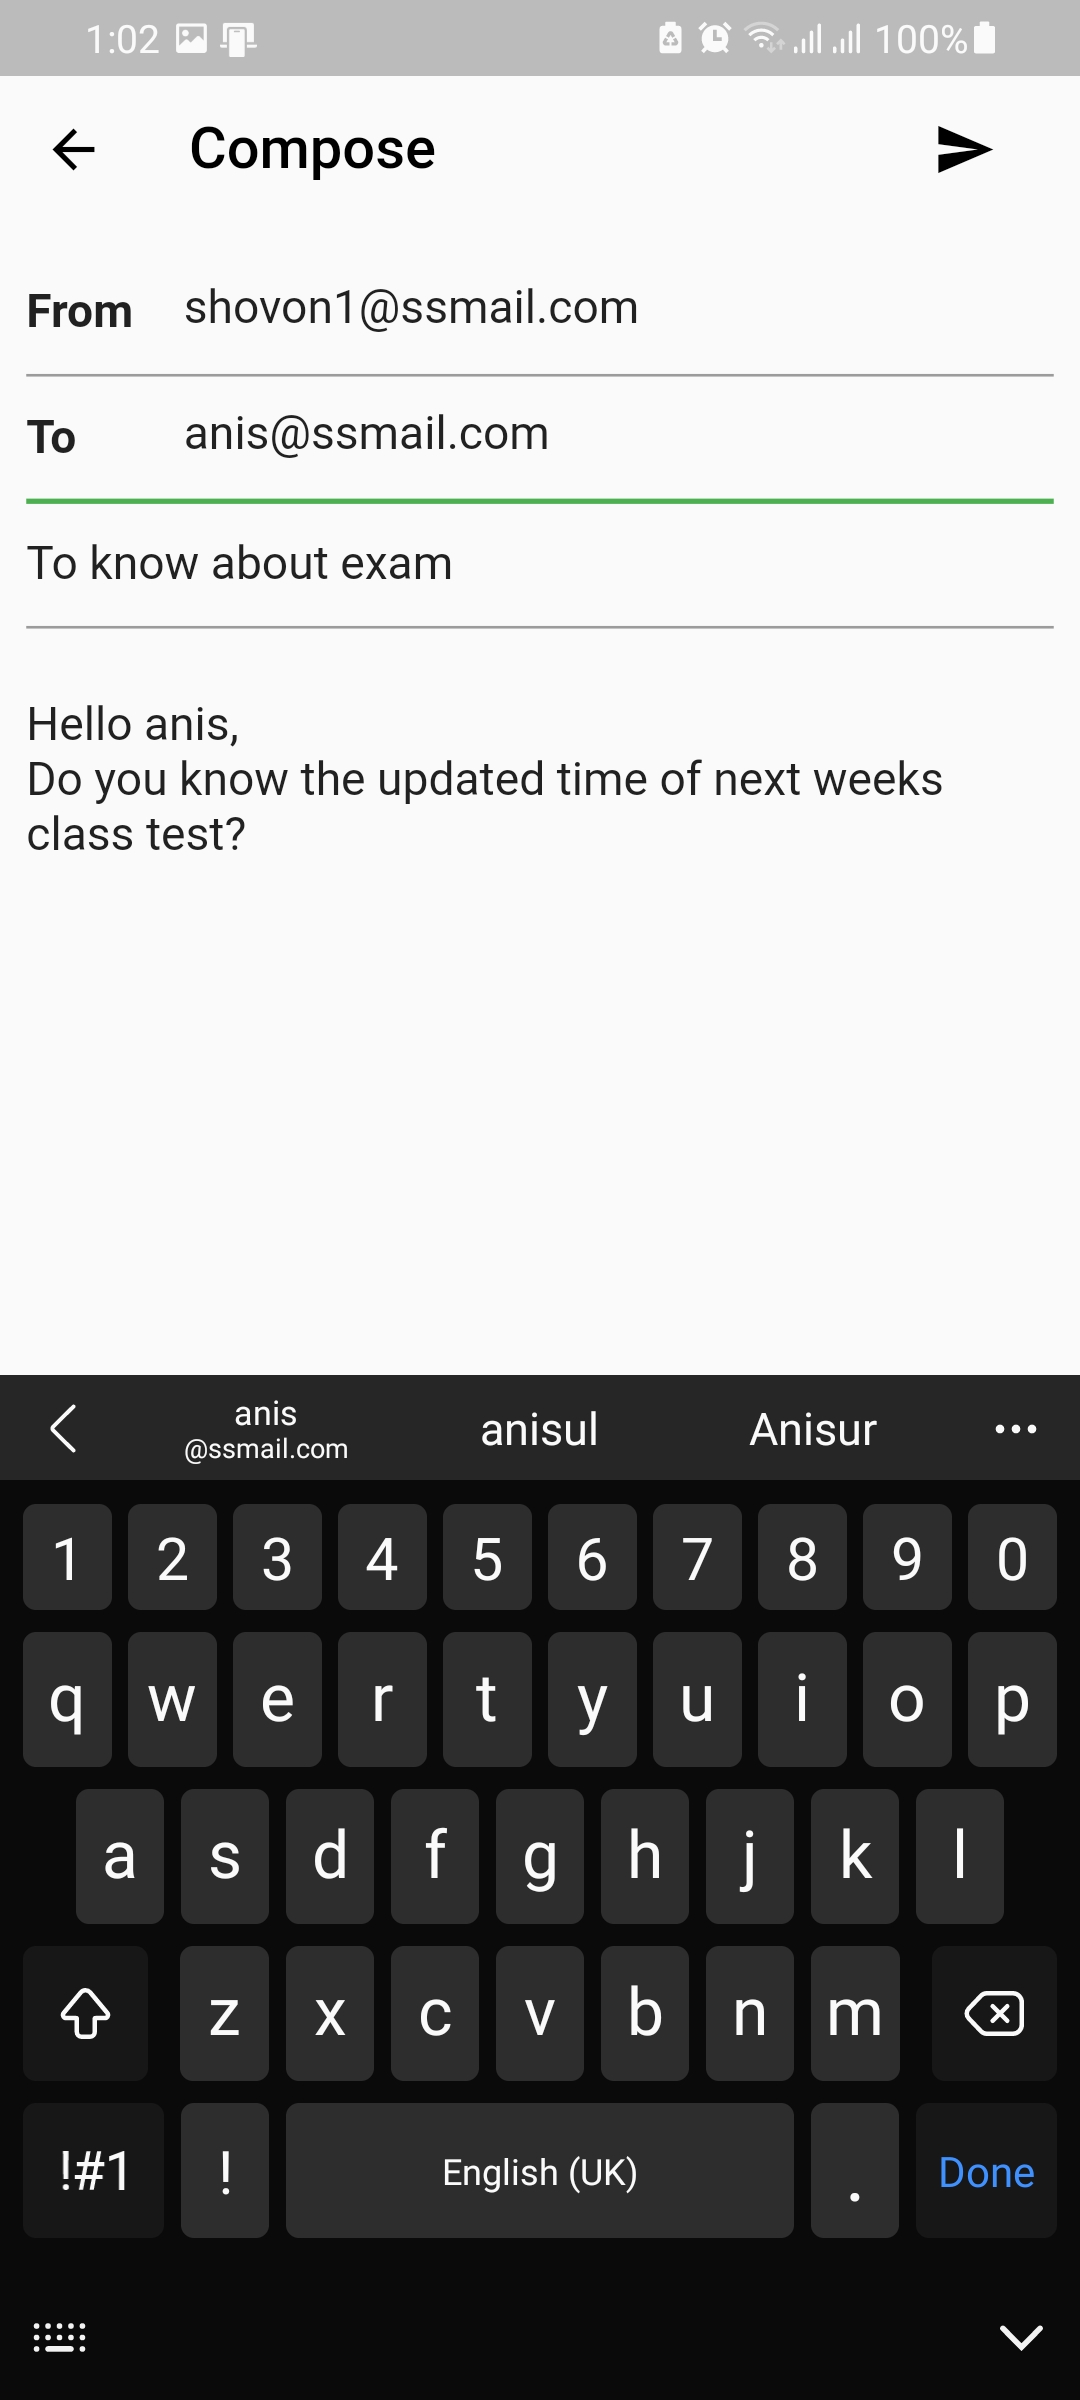 1:02 100%
Compose
From shovon1@ssmail.com
To anis@ssmail.com
To know about exam
Hello anis,
Do you know the updated time of next weeks
class test?
anis
@ssmail.com
anisul Anisur
1 2 3 4 5 6 7 8 9 0
q w e r t y u i o p
a s d f g h j k l
z x c v b n m
!#1 ! English (UK) . Done